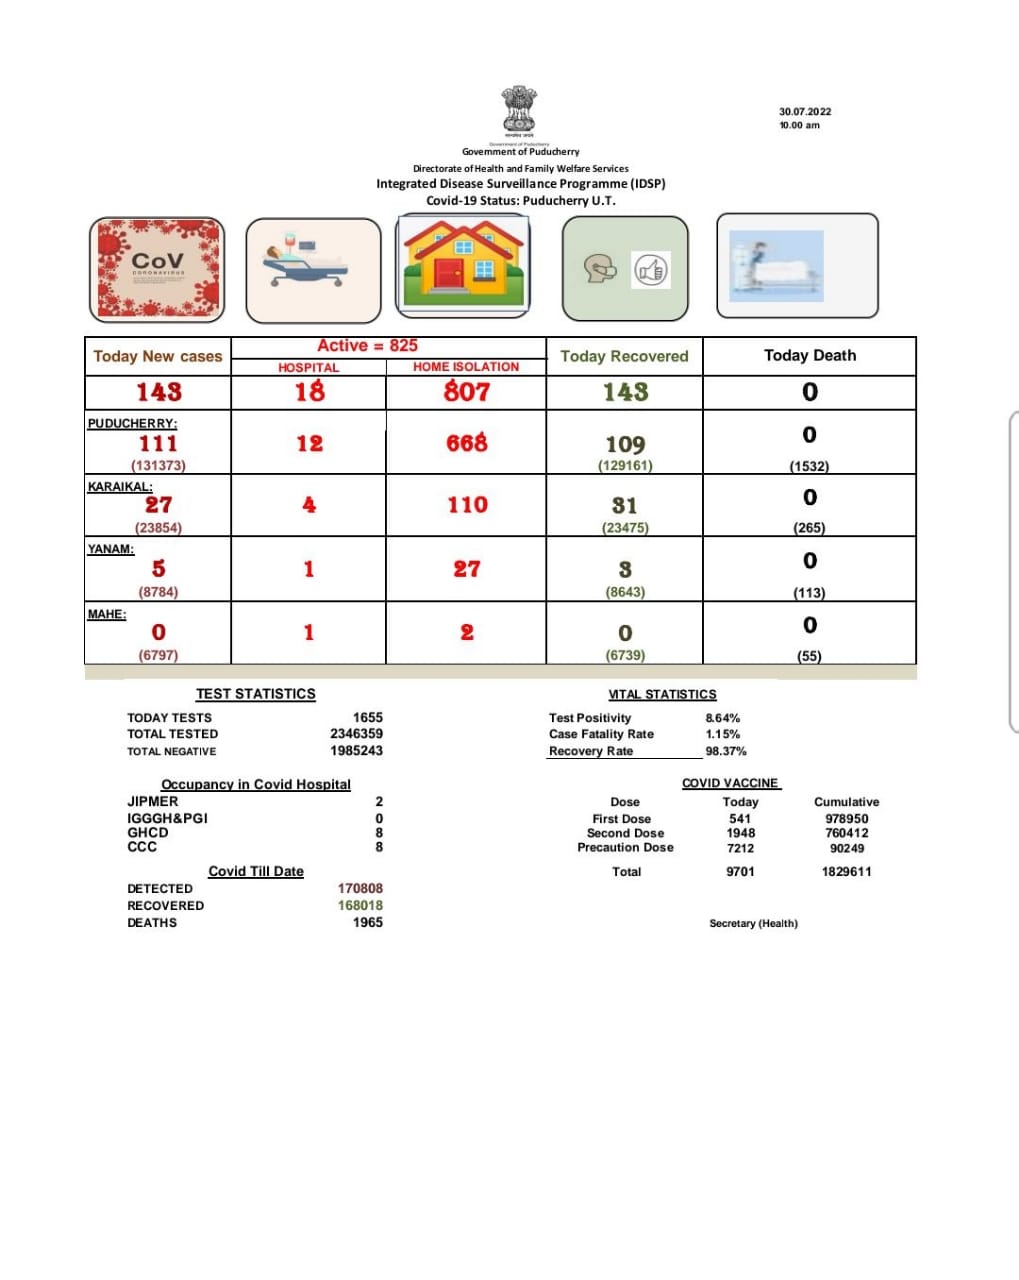 30.07.2022
10.00 am
सत्यमेव जयते
Government of Puducherry
Government of Puducherry
Directorate of Health and Family Welfare Services
Integrated Disease Surveillance Programme (IDSP)
Covid-19 Status: Puducherry U.T.
CoV
CORONAVIRUS
Today New cases
Active = 825
HOSPITAL
HOME ISOLATION
Today Recovered
Today Death
143 18 807 143 0
PUDUCHERRY:
111 12 668 109 0
(131373) (129161) (1532)
KARAIKAL:
27 4 110 31 0
(23854) (23475) (265)
YANAM:
5 1 27 3 0
(8784) (8643) (113)
MAHE:
0 1 2 0 0
(6797) (6739) (55)
TEST STATISTICS
TODAY TESTS 1655
TOTAL TESTED 2346359
TOTAL NEGATIVE 1985243
VITAL STATISTICS
Test Positivity 8.64%
Case Fatality Rate 1.15%
Recovery Rate 98.37%
Occupancy in Covid Hospital
JIPMER 2
IGGGH&PGI 0
GHCD 8
CCC 8
COVID VACCINE
Dose Today Cumulative
First Dose 541 978950
Second Dose 1948 760412
Precaution Dose 7212 90249
Total 9701 1829611
Covid Till Date
DETECTED 170808
RECOVERED 168018
DEATHS 1965
Secretary (Health)